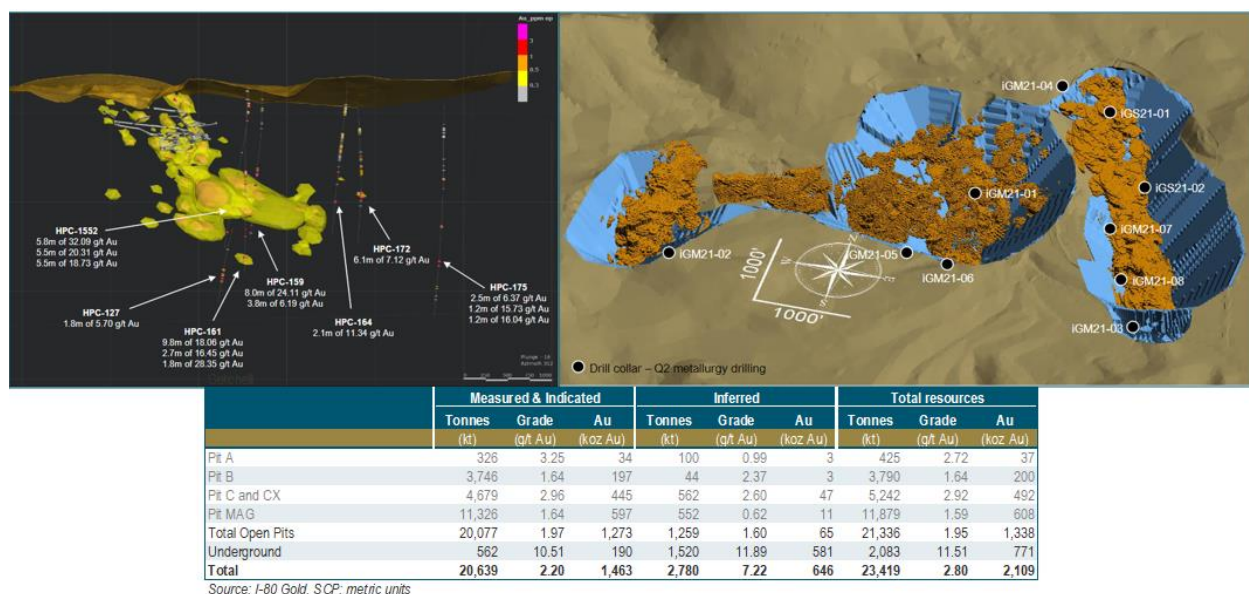 Au_ppm op
3
1
0.5
0.3
HPC-1552
5.8m of 32.09 g/t Au
5.5m of 20.31 g/t Au
5.5m of 18.73 g/t Au
HPC-127
1.8m of 5.70 g/t Au
HPC-161
9.8m of 18.06 g/t Au
2.7m of 16.45 g/t Au
1.8m of 28.35 g/t Au
HPC-159
8.0m of 24.11 g/t Au
3.8m of 6.19 g/t Au
HPC-164
2.1m of 11.34 g/t Au
HPC-172
6.1m of 7.12 g/t Au
HPC-175
2.5m of 6.37 g/t Au
1.2m of 15.73 g/t Au
1.2m of 16.04 g/t Au
iGM21-04
iGS21-01
iGS21-02
iGM21-01
iGM21-07
iGM21-02
iGM21-05
iGM21-06
iGM21-08
iGM21-03
N
W
E
S
1000'
1000'
Drill collar – Q2 metallurgy drilling
Measured & Indicated Inferred Total resources
Tonnes Grade Au Tonnes Grade Au Tonnes Grade Au
(kt) (g/t Au) (koz Au) (kt) (g/t Au) (koz Au) (kt) (g/t Au) (koz Au)
Pit A 326 3.25 34 100 0.99 3 425 2.72 37
Pit B 3,746 1.64 197 44 2.37 3 3,790 1.64 200
Pit C and CX 4,679 2.96 445 562 2.60 47 5,242 2.92 492
Pit MAG 11,326 1.64 597 552 0.62 11 11,879 1.59 608
Total Open Pits 20,077 1.97 1,273 1,259 1.60 65 21,336 1.95 1,338
Underground 562 10.51 190 1,520 11.89 581 2,083 11.51 771
Total 20,639 2.20 1,463 2,780 7.22 646 23,419 2.80 2,109
Source: I-80 Gold, SCP; metric units